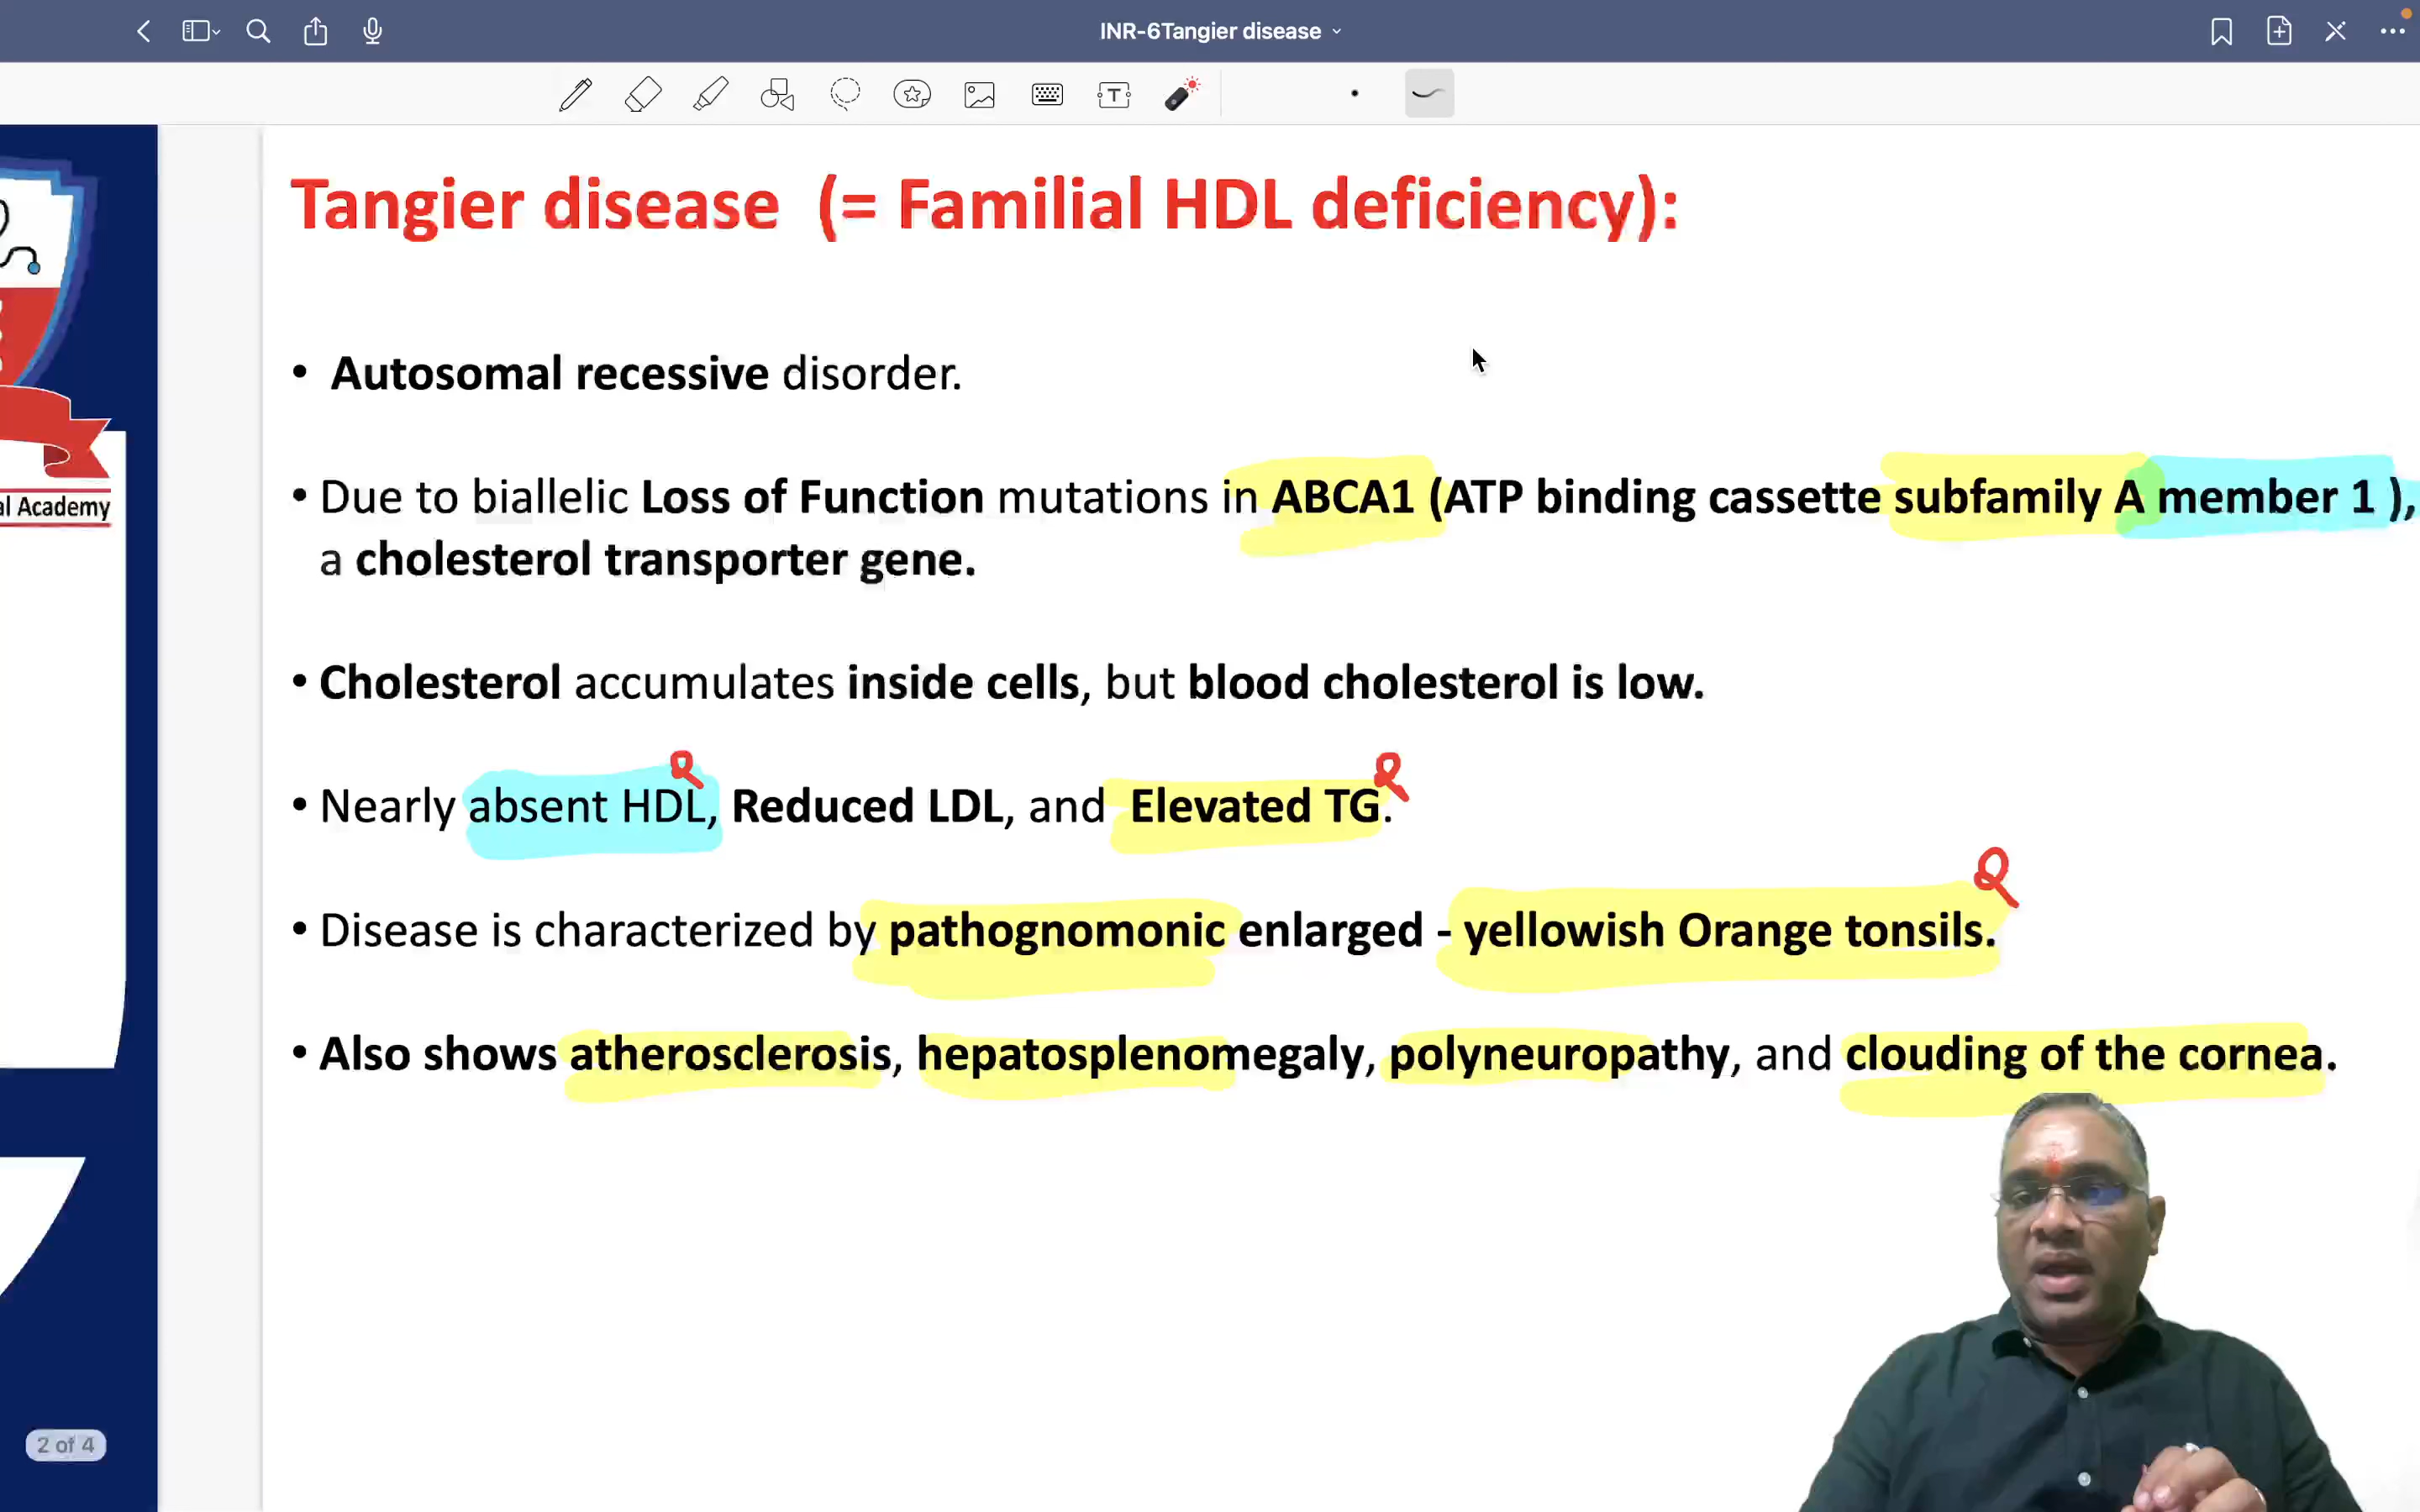 INR-6Tangier disease
Tangier disease (= Familial HDL deficiency):
• Autosomal recessive disorder.
• Due to biallelic Loss of Function mutations in ABCA1 (ATP binding cassette subfamily A member 1 ),
a cholesterol transporter gene.
• Cholesterol accumulates inside cells, but blood cholesterol is low.
• Nearly absent HDL, Reduced LDL, and Elevated TG.
• Disease is characterized by pathognomonic enlarged - yellowish Orange tonsils.
• Also shows atherosclerosis, hepatosplenomegaly, polyneuropathy, and clouding of the cornea.
al Academy
2 of 4